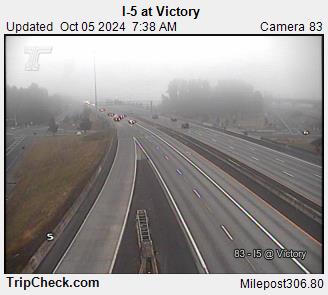 I-5 at Victory
Updated Oct 05 2024 7:38 AM Camera 83
S
83 - I5 @ Victory
TripCheck.com Milepost306.80